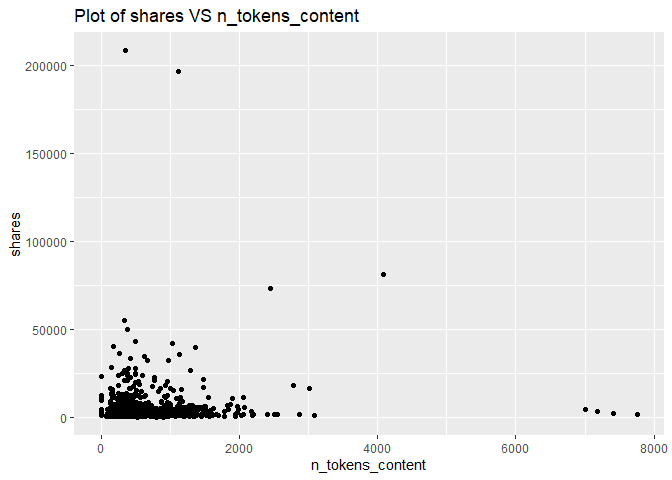 Plot of shares VS n_tokens_content
200000
150000
100000
50000
0
shares
0 2000 4000 6000 8000
n_tokens_content